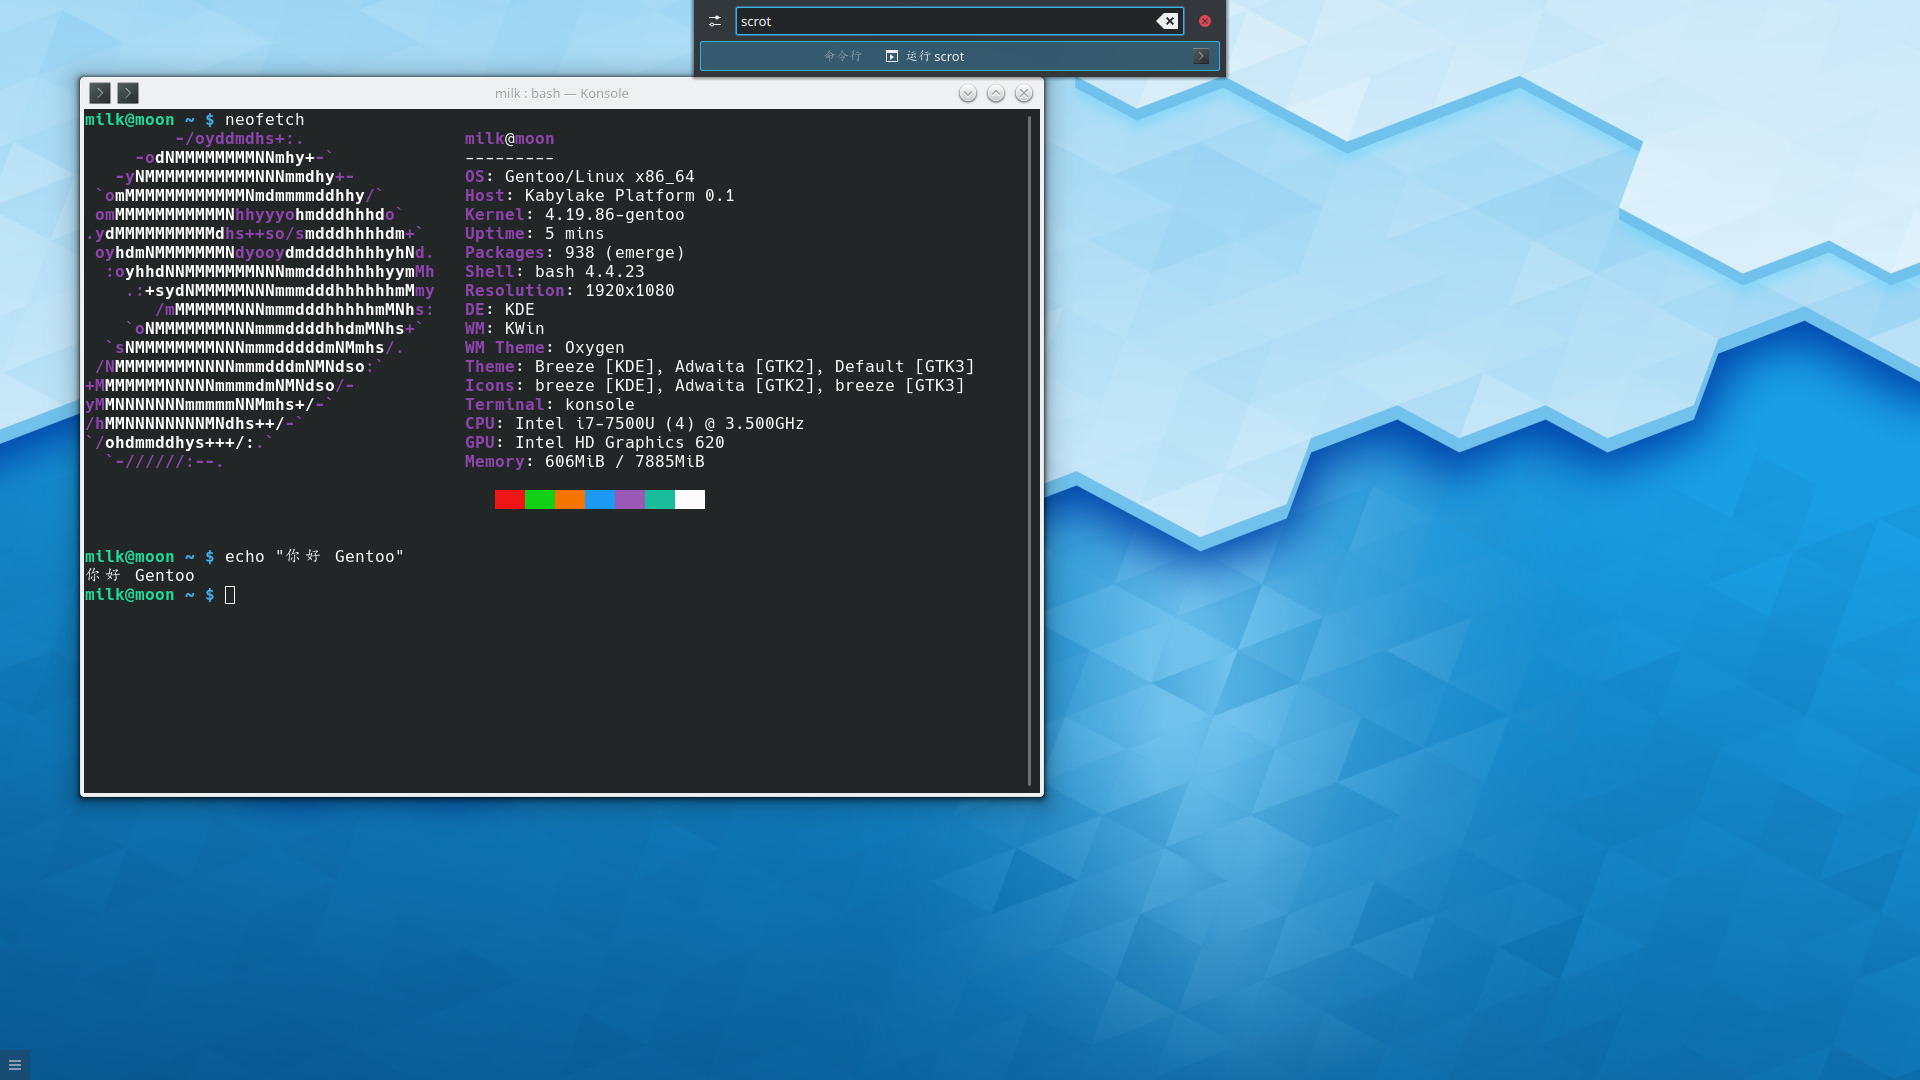 scrot
命令行 运行 scrot
milk : bash — Konsole
milk@moon ~ $ neofetch
         -/oyddmdhs+:.                milk@moon
     -odNMMMMMMMMNNmhy+-`             ---------
   -yNMMMMMMMMMMMNNNmmdhy+-           OS: Gentoo/Linux x86_64
 `omMMMMMMMMMMMMNmdmmmmddhhy/`        Host: Kabylake Platform 0.1
 omMMMMMMMMMMMNhhyyyohmdddhhhdo`      Kernel: 4.19.86-gentoo
.ydMMMMMMMMMMdhs++so/smdddhhhhdm+`    Uptime: 5 mins
 oyhdmNMMMMMMMNdyooydmddddhhhhyhNd.   Packages: 938 (emerge)
  :oyhhdNNMMMMMMMNNNmmdddhhhhhyymMh   Shell: bash 4.4.23
    .:+sydNMMMMMNNNmmmdddhhhhhhmMmy   Resolution: 1920x1080
       /mMMMMMMNNNmmmdddhhhhhmMNhs:   DE: KDE
    `oNMMMMMMMNNNmmmddddhhdmMNhs+`    WM: KWin
  `sNMMMMMMMMNNNmmmdddddmNMmhs/.      WM Theme: Oxygen
 /NMMMMMMMMNNNNmmmdddmNMNdso:`        Theme: Breeze [KDE], Adwaita [GTK2], Default [GTK3]
+MMMMMMMNNNNNmmmmdmNMNdso/-           Icons: breeze [KDE], Adwaita [GTK2], breeze [GTK3]
yMMNNNNNNNmmmmmNNMmhs+/-`             Terminal: konsole
/hMMNNNNNNNNMNdhs++/-`                CPU: Intel i7-7500U (4) @ 3.500GHz
`/ohdmmddhys+++/:.`                   GPU: Intel HD Graphics 620
  `-//////:--.                        Memory: 606MiB / 7885MiB
milk@moon ~ $ echo "你好 Gentoo"
你好 Gentoo
milk@moon ~ $